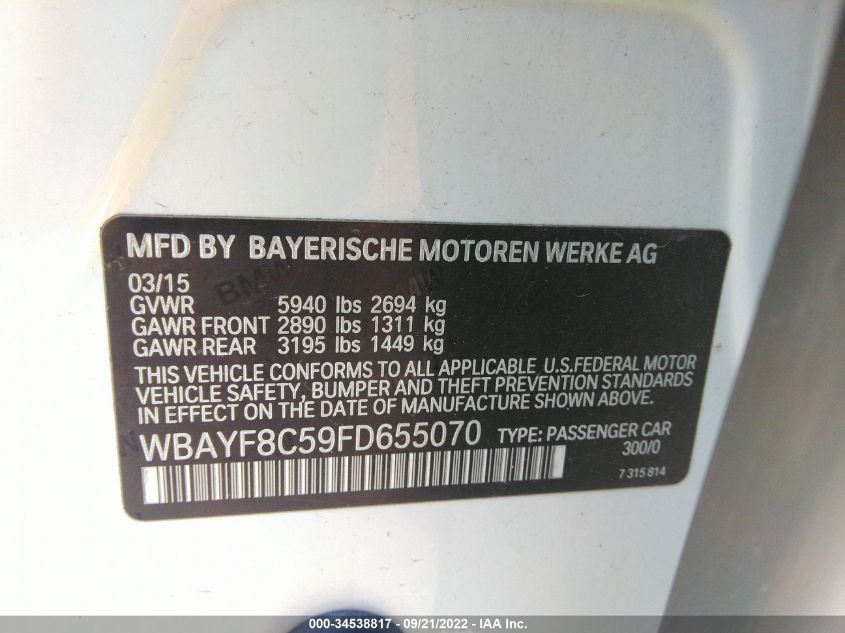 MFD BY BAYERISCHE MOTOREN WERKE AG
03/15
GVWR 5940 lbs 2694 kg
GAWR FRONT 2890 lbs 1311 kg
GAWR REAR 3195 lbs 1449 kg
THIS VEHICLE CONFORMS TO ALL APPLICABLE U.S.FEDERAL MOTOR
VEHICLE SAFETY, BUMPER AND THEFT PREVENTION STANDARDS
IN EFFECT ON THE DATE OF MANUFACTURE SHOWN ABOVE.
WBAYF8C59FD655070 TYPE: PASSENGER CAR
300/0
7 315 814
000-34538817 - 09/21/2022 - IAA Inc.